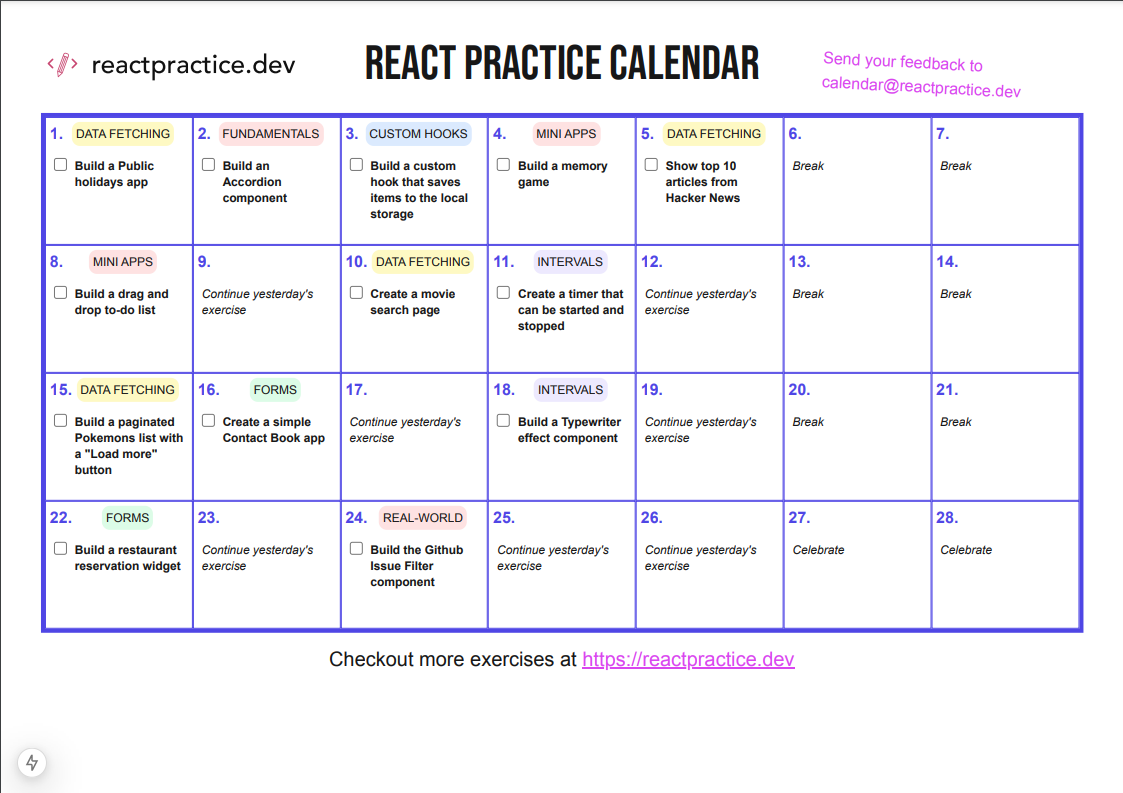 reactpractice.dev
REACT PRACTICE CALENDAR
Send your feedback to
calendar@reactpractice.dev
1. DATA FETCHING
Build a Public
holidays app
2. FUNDAMENTALS
Build an
Accordion
component
3. CUSTOM HOOKS
Build a custom
hook that saves
items to the local
storage
4. MINI APPS
Build a memory
game
5. DATA FETCHING
Show top 10
articles from
Hacker News
6.
Break
7.
Break
8. MINI APPS
Build a drag and
drop to-do list
9.
Continue yesterday's
exercise
10. DATA FETCHING
Create a movie
search page
11. INTERVALS
Create a timer that
can be started and
stopped
12.
Continue yesterday's
exercise
13.
Break
14.
Break
15. DATA FETCHING
Build a paginated
Pokemons list with
a "Load more"
button
16. FORMS
Create a simple
Contact Book app
17.
Continue yesterday's
exercise
18. INTERVALS
Build a Typewriter
effect component
19.
Continue yesterday's
exercise
20.
Break
21.
Break
22. FORMS
Build a restaurant
reservation widget
23.
Continue yesterday's
exercise
24. REAL-WORLD
Build the Github
Issue Filter
component
25.
Continue yesterday's
exercise
26.
Continue yesterday's
exercise
27.
Celebrate
28.
Celebrate
Checkout more exercises at https://reactpractice.dev